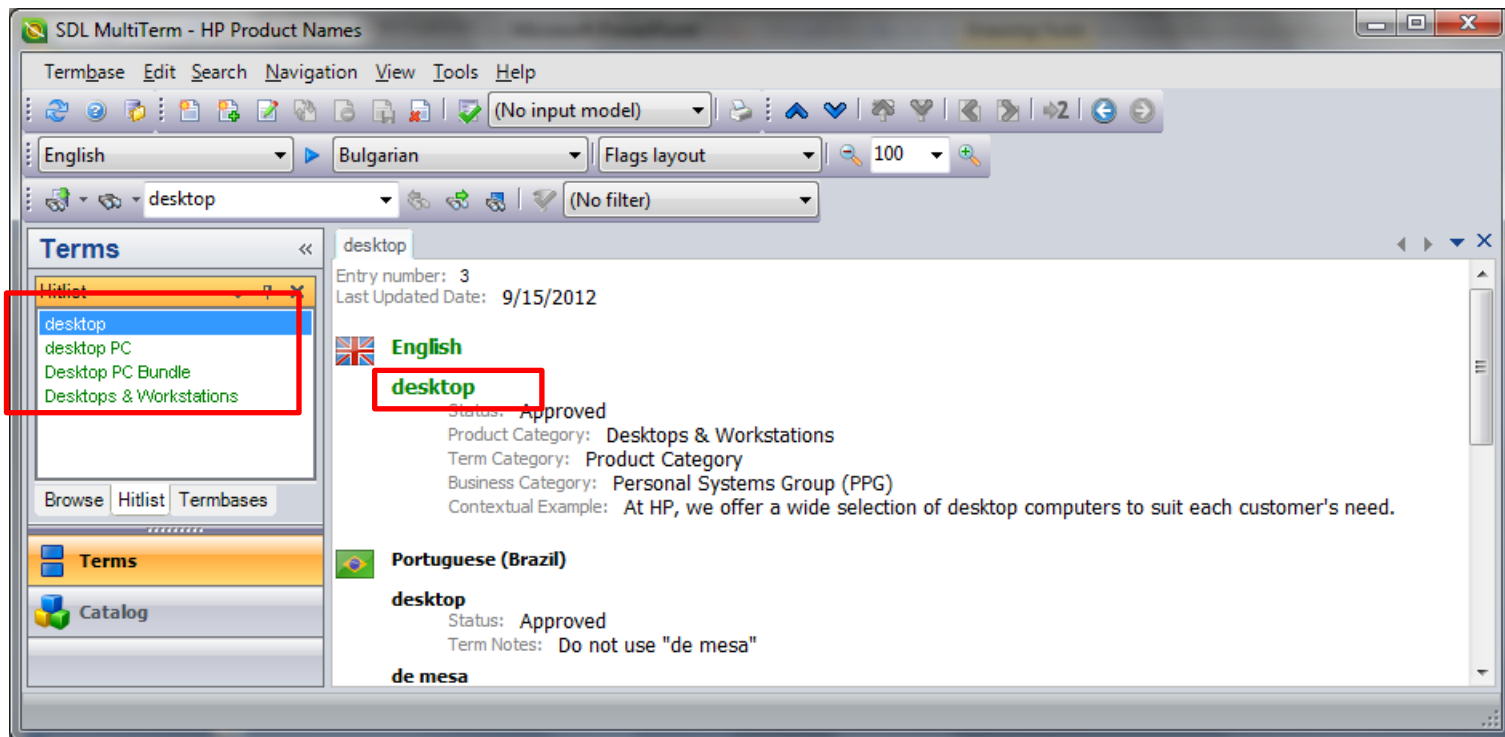 SDL MultiTerm - HP Product Names
Termbase Edit Search Navigation View Tools Help
(No input model)
2
English Bulgarian Flags layout 100
desktop (No filter)
Terms «
desktop
Hitlist
desktop
desktop PC
Desktop PC Bundle
Desktops & Workstations
Browse Hitlist Termbases
Terms
Catalog
Entry number: 3
Last Updated Date: 9/15/2012
English
desktop
Status: Approved
Product Category: Desktops & Workstations
Term Category: Product Category
Business Category: Personal Systems Group (PPG)
Contextual Example: At HP, we offer a wide selection of desktop computers to suit each customer's need.
Portuguese (Brazil)
desktop
Status: Approved
Term Notes: Do not use "de mesa"
de mesa